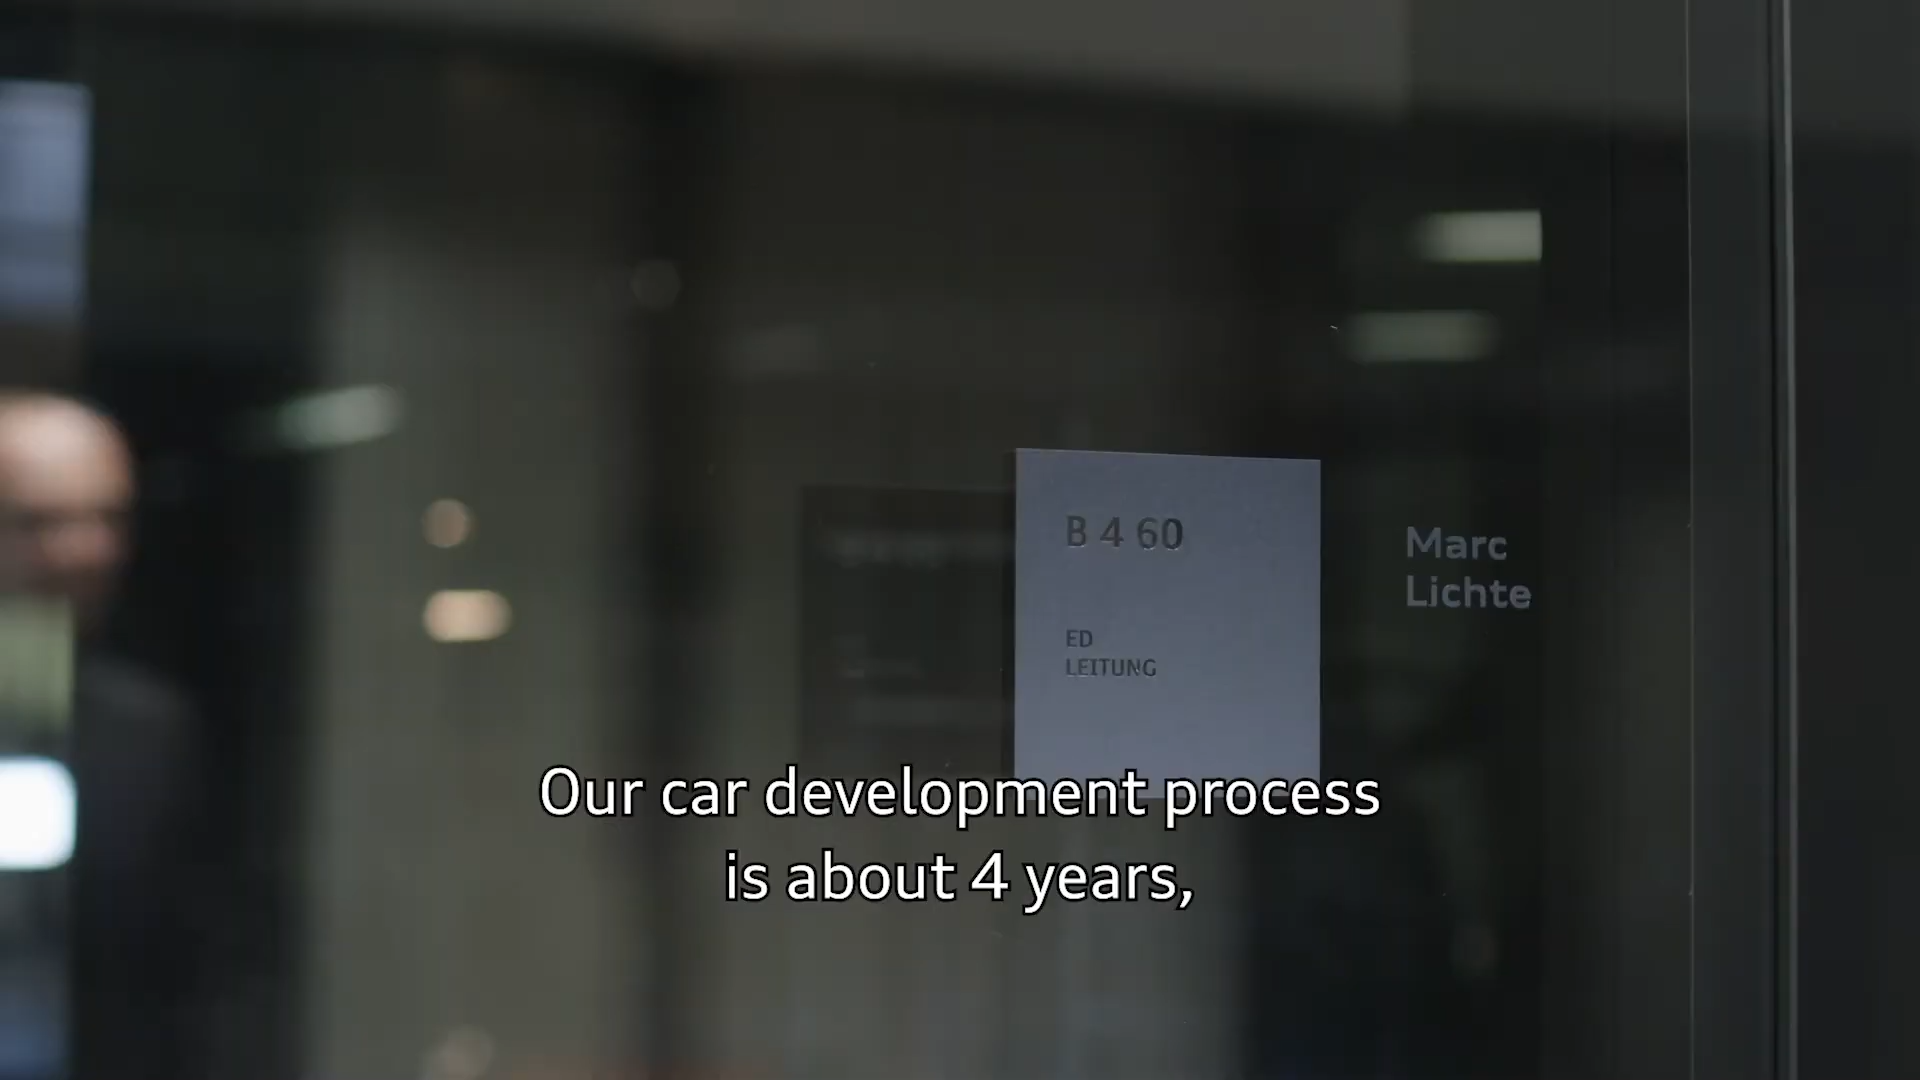 B 4 60
ED
LEITUNG
Marc
Lichte
Our car development process
is about 4 years,